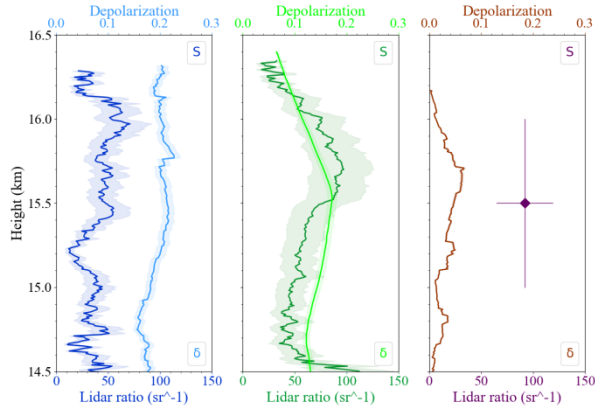 Depolarization Depolarization Depolarization
0.0 0.1 0.2 0.3 0.0 0.1 0.2 0.3 0.0 0.1 0.2 0.3
16.5
S S S
16.0
Height (km)
15.5
15.0
δ δ δ
14.5
0 50 100 150 0 50 100 150 0 50 100 150
Lidar ratio (sr^-1) Lidar ratio (sr^-1) Lidar ratio (sr^-1)